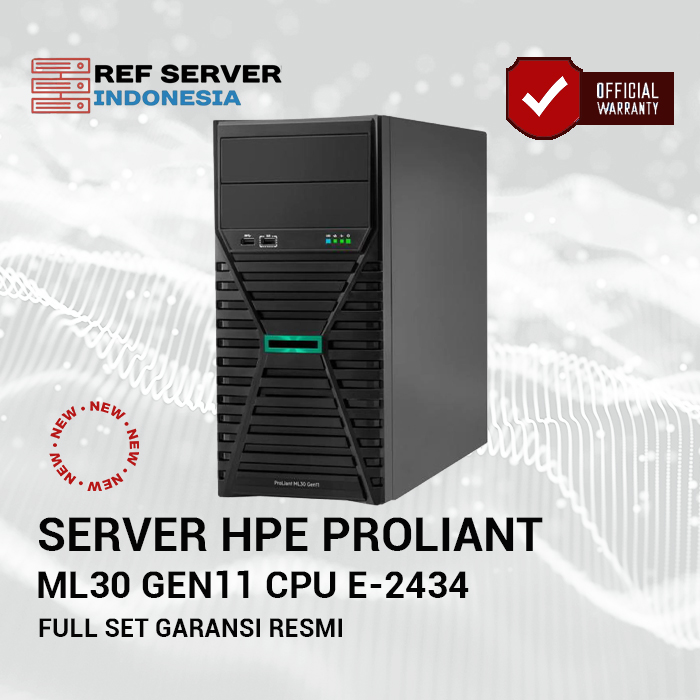 REF SERVER
INDONESIA
OFFICIAL
WARRANTY
ProLiant ML30 Gen11
NEW • NEW • NEW • NEW • NEW • NEW •
SERVER HPE PROLIANT
ML30 GEN11 CPU E-2434
FULL SET GARANSI RESMI